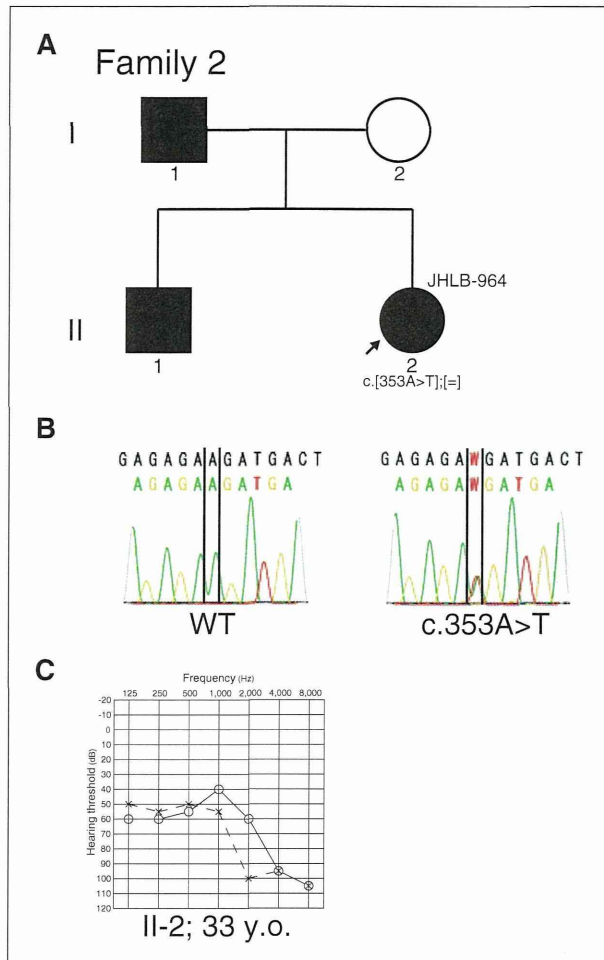 A
Family 2
I
1
2
JHLB-964
II
1
2
c.[353A>T];[=]
B
GAGAGAAGATGACT
AGAGAAGATGA
WT
GAGAGAWGATGACT
AGAGAWGATGA
c.353A>T
C
Frequency (Hz)
125 250 500 1,000 2,000 4,000 8,000
Hearing threshold (dB)
-20
-10
0
10
20
30
40
50
60
70
80
90
100
110
120
II-2; 33 y.o.